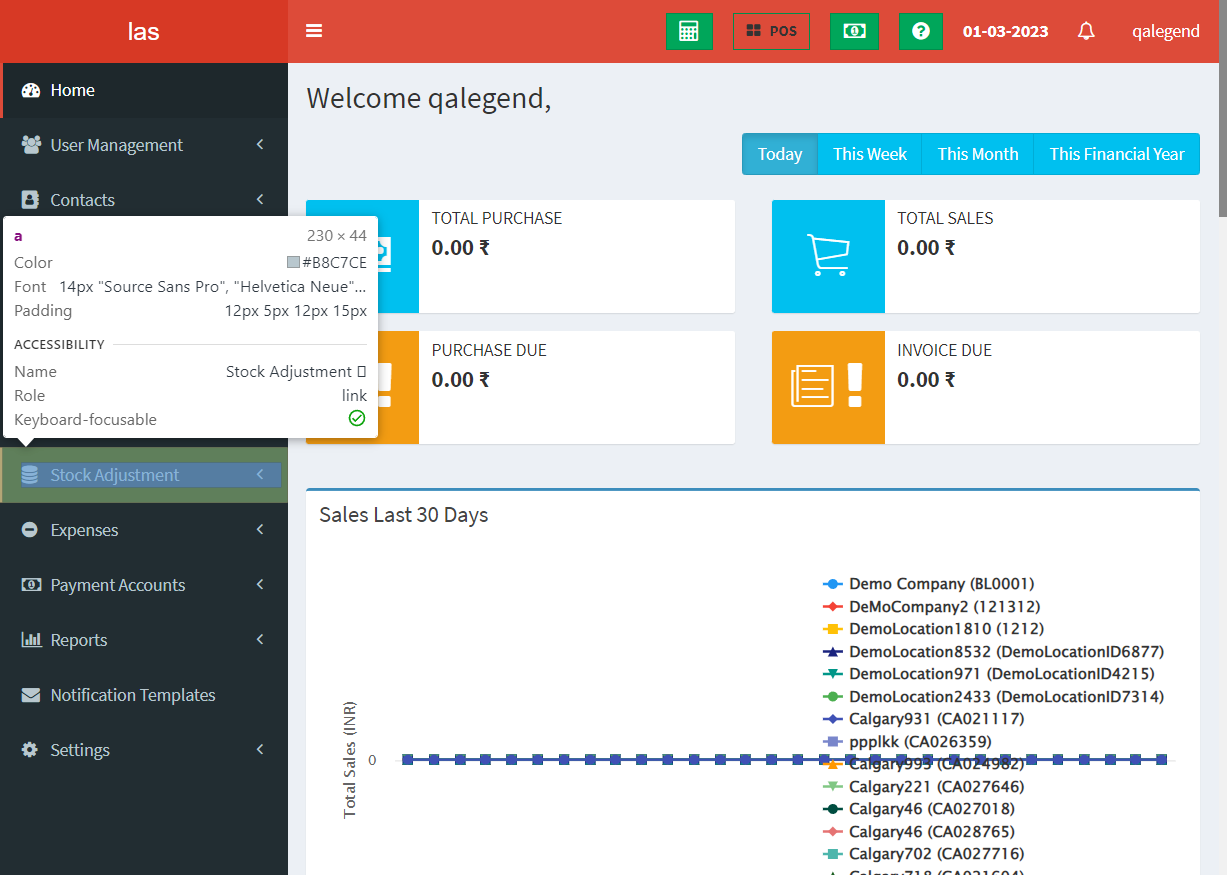 las
POS
01-03-2023
qalegend
Home
User Management
Contacts
Stock Adjustment
Expenses
Payment Accounts
Reports
Notification Templates
Settings
a 230 × 44
Color #B8C7CE
Font 14px "Source Sans Pro", "Helvetica Neue"...
Padding 12px 5px 12px 15px
ACCESSIBILITY
Name Stock Adjustment
Role link
Keyboard-focusable
Welcome qalegend,
Today This Week This Month This Financial Year
TOTAL PURCHASE
0.00 ₹
TOTAL SALES
0.00 ₹
PURCHASE DUE
0.00 ₹
INVOICE DUE
0.00 ₹
Sales Last 30 Days
Total Sales (INR)
0
Demo Company (BL0001)
DeMoCompany2 (121312)
DemoLocation1810 (1212)
DemoLocation8532 (DemoLocationID6877)
DemoLocation971 (DemoLocationID4215)
DemoLocation2433 (DemoLocationID7314)
Calgary931 (CA021117)
ppplkk (CA026359)
Calgary993 (CA024982)
Calgary221 (CA027646)
Calgary46 (CA027018)
Calgary46 (CA028765)
Calgary702 (CA027716)